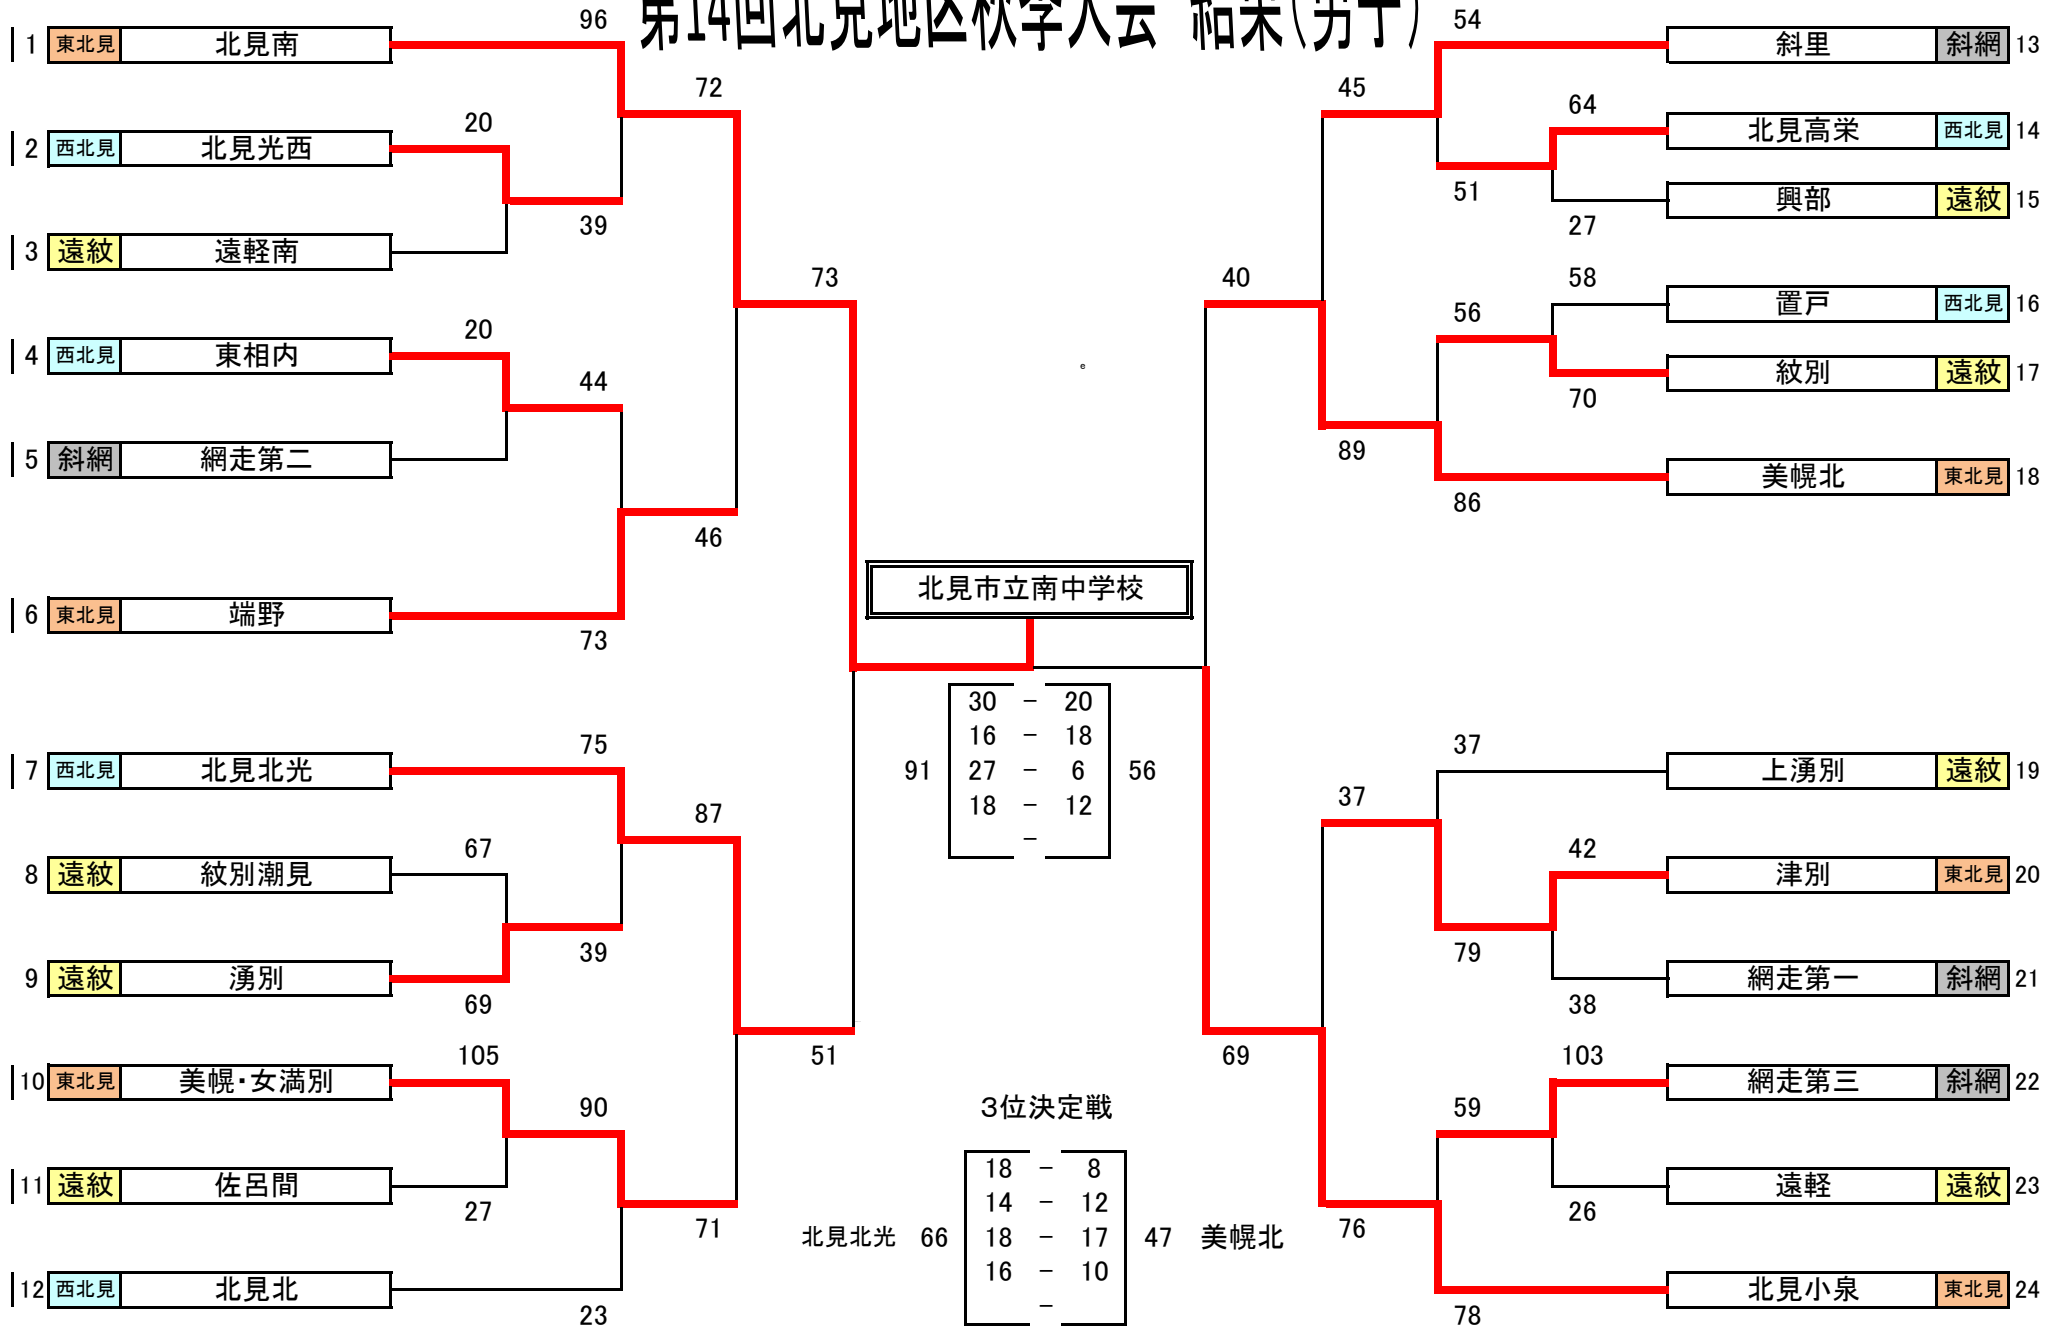 第14回北見地区秋季大会 結果(男子)
1 東北見 北見南
96
2 西北見 北見光西
20
3 遠紋 遠軽南
39
72
4 西北見 東相内
20
5 斜網 網走第二
44
6 東北見 端野
73
46
73
7 西北見 北見北光
75
8 遠紋 紋別潮見
67
9 遠紋 湧別
69
39
87
10 東北見 美幌・女満別
105
11 遠紋 佐呂間
27
90
12 西北見 北見北
23
71
51
北見市立南中学校
91
30 - 20
16 - 18
27 - 6
18 - 12
-
56
3位決定戦
北見北光 66
18 - 8
14 - 12
18 - 17
16 - 10
-
47 美幌北
54
斜里 斜網 13
45
64
北見高栄 西北見 14
51
興部 遠紋 15
27
40
58
置戸 西北見 16
56
紋別 遠紋 17
70
89
美幌北 東北見 18
86
37
上湧別 遠紋 19
37
42
津別 東北見 20
79
網走第一 斜網 21
38
69
103
網走第三 斜網 22
59
遠軽 遠紋 23
26
76
北見小泉 東北見 24
78